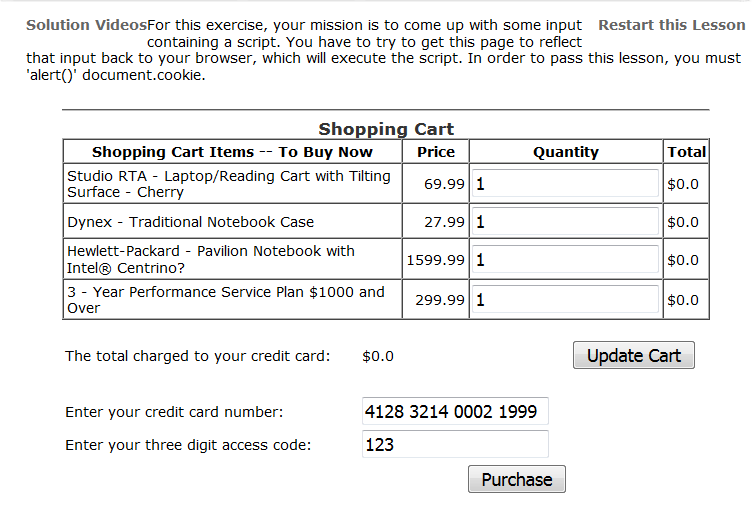 Solution Videos For this exercise, your mission is to come up with some input Restart this Lesson
containing a script. You have to try to get this page to reflect
that input back to your browser, which will execute the script. In order to pass this lesson, you must
'alert()' document.cookie.
Shopping Cart
Shopping Cart Items -- To Buy Now Price Quantity Total
Studio RTA - Laptop/Reading Cart with Tilting
Surface - Cherry 69.99 1 $0.0
Dynex - Traditional Notebook Case 27.99 1 $0.0
Hewlett-Packard - Pavilion Notebook with
Intel® Centrino? 1599.99 1 $0.0
3 - Year Performance Service Plan $1000 and
Over 299.99 1 $0.0
The total charged to your credit card: $0.0 Update Cart
Enter your credit card number: 4128 3214 0002 1999
Enter your three digit access code: 123
Purchase